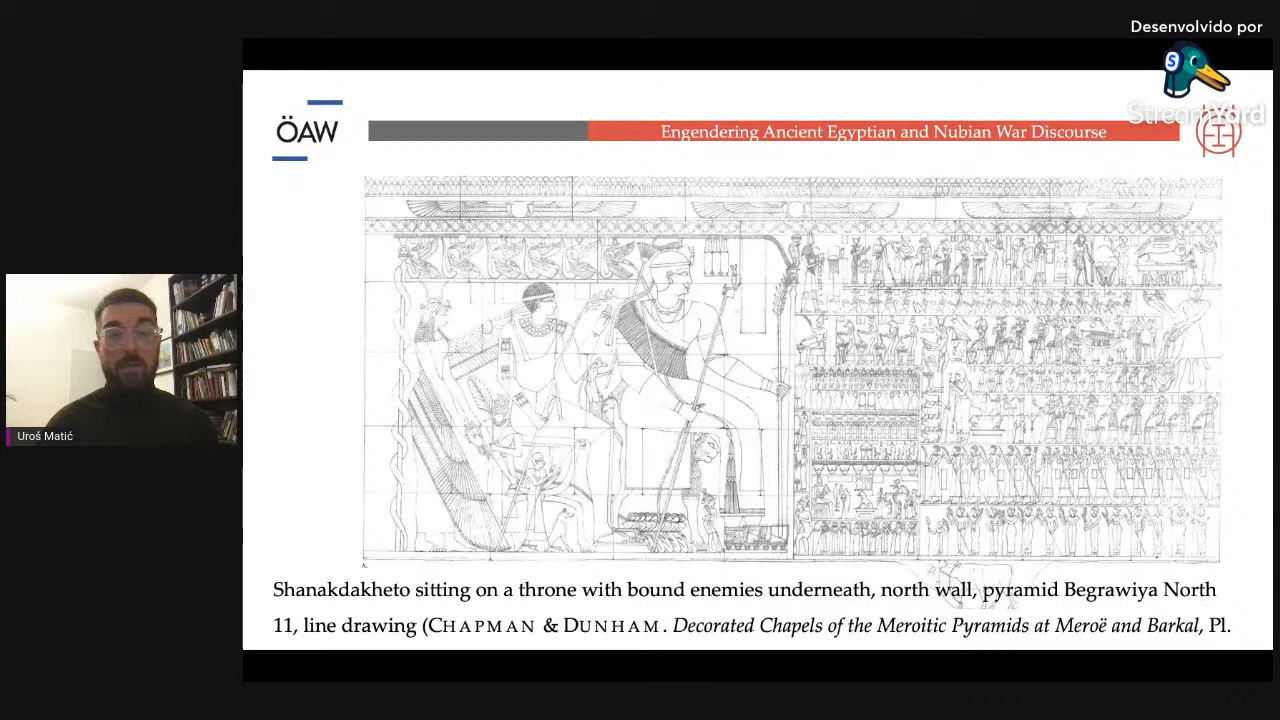 Desenvolvido por
S
StreamYard
ÖAW
Engendering Ancient Egyptian and Nubian War Discourse
Uroš Matić
A.
Shanakdakheto sitting on a throne with bound enemies underneath, north wall, pyramid Begrawiya North
11, line drawing (CHAPMAN & DUNHAM. Decorated Chapels of the Meroitic Pyramids at Meroë and Barkal, Pl.